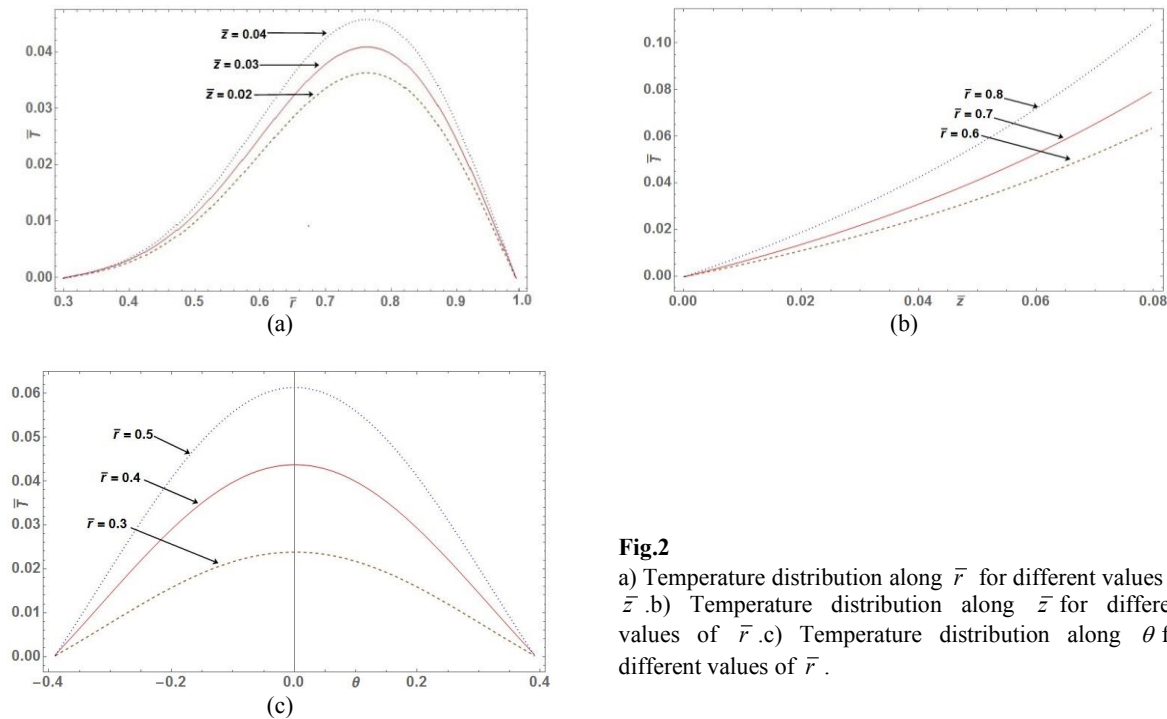 z̅ = 0.04
z̅ = 0.03
z̅ = 0.02
T̅
0.04
0.03
0.02
0.01
0.00
0.3 0.4 0.5 0.6 r̅ 0.7 0.8 0.9 1.0
(a)
r̅ = 0.8
r̅ = 0.7
r̅ = 0.6
T̅
0.10
0.08
0.06
0.04
0.02
0.00
0.00 0.02 0.04 z̅ 0.06 0.08
(b)
r̅ = 0.5
r̅ = 0.4
r̅ = 0.3
T̅
0.06
0.05
0.04
0.03
0.02
0.01
0.00
−0.4 −0.2 0.0 θ 0.2 0.4
(c)
Fig.2
a) Temperature distribution along r̅ for different values
z̅ .b) Temperature distribution along z̅ for differe
values of r̅ .c) Temperature distribution along θ f
different values of r̅ .